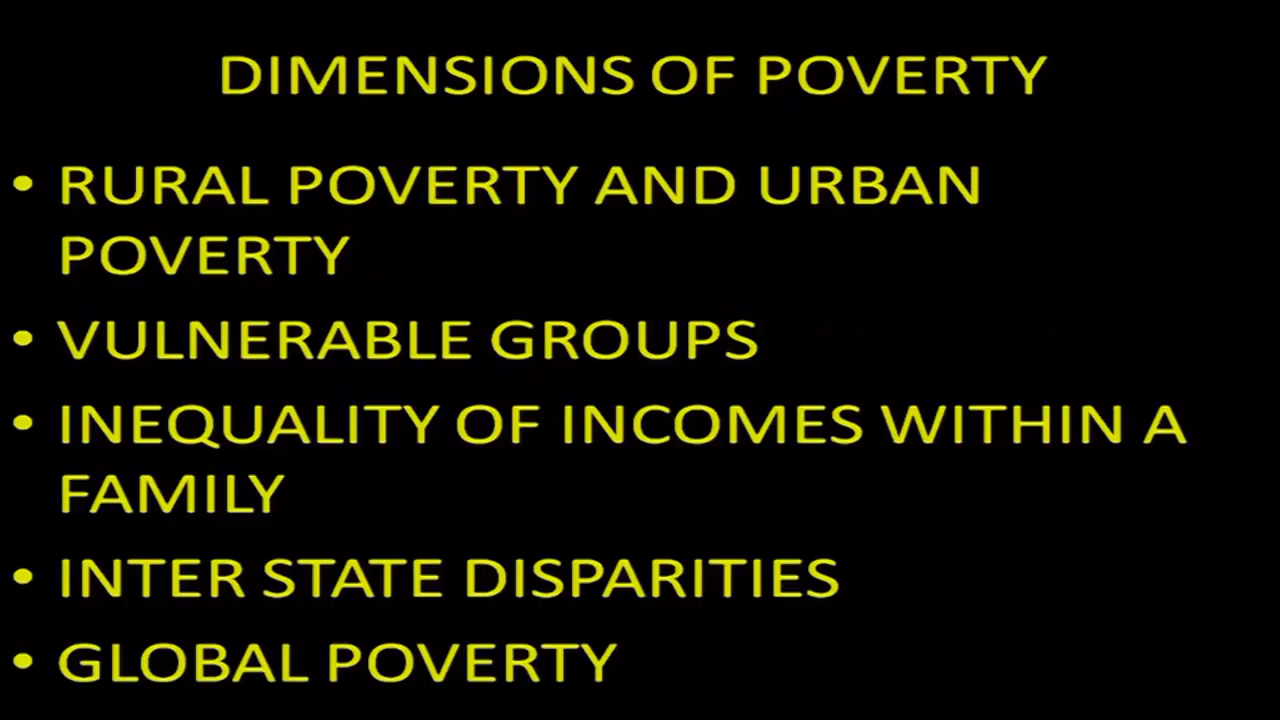 DIMENSIONS OF POVERTY
• RURAL POVERTY AND URBAN
POVERTY
• VULNERABLE GROUPS
• INEQUALITY OF INCOMES WITHIN A
FAMILY
• INTER STATE DISPARITIES
• GLOBAL POVERTY